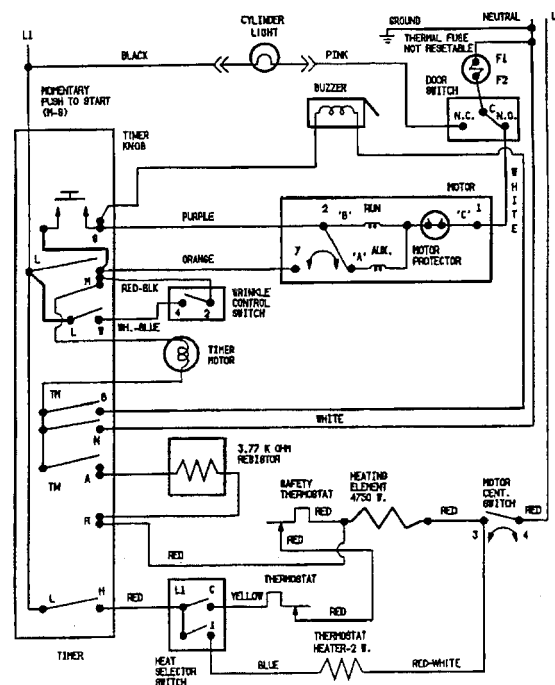 L1
CYLINDER
LIGHT
GROUND
NEUTRAL
L
THERMAL FUSE
NOT RESETABLE
BLACK
PINK
F1
F2
DOOR
SWITCH
C
N.C.
N.O.
MOMENTARY
PUSH TO START
(M-S)
BUZZER
TIMER
KNOB
WHITE
MOTOR
S
PURPLE
2
'B'
RUN
'C'
1
AUX.
'A'
MOTOR
PROTECTOR
L
ORANGE
7
M
RED-BLK
WRINKLE
CONTROL
SWITCH
4
2
L
W
WH.-BLUE
TIMER
MOTOR
TM
B
N
WHITE
TM
A
3.77 K OHM
RESISTOR
R
SAFETY
THERMOSTAT
HEATING
ELEMENT
4750 W.
MOTOR
CENT.
SWITCH
RED
RED
RED
3
4
RED
RED
L
H
RED
L1
C
YELLOW
THERMOSTAT
RED
1
TIMER
HEAT
SELECTOR
SWITCH
BLUE
THERMOSTAT
HEATER-2 W.
RED-WHITE